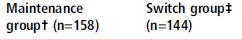 Maintenance
group† (n=158)
Switch group‡
(n=144)